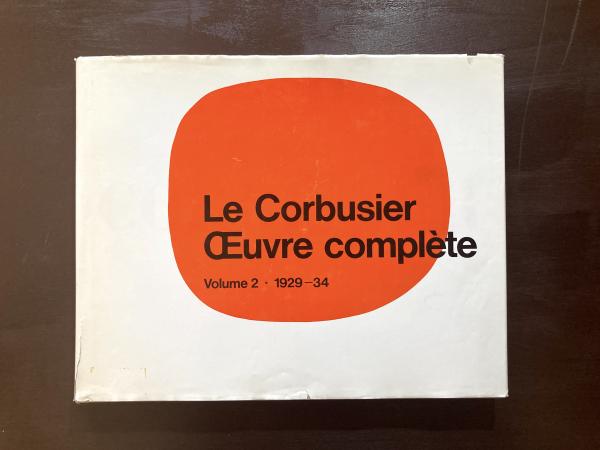 Le Corbusier
Œuvre complète
Volume 2 · 1929–34